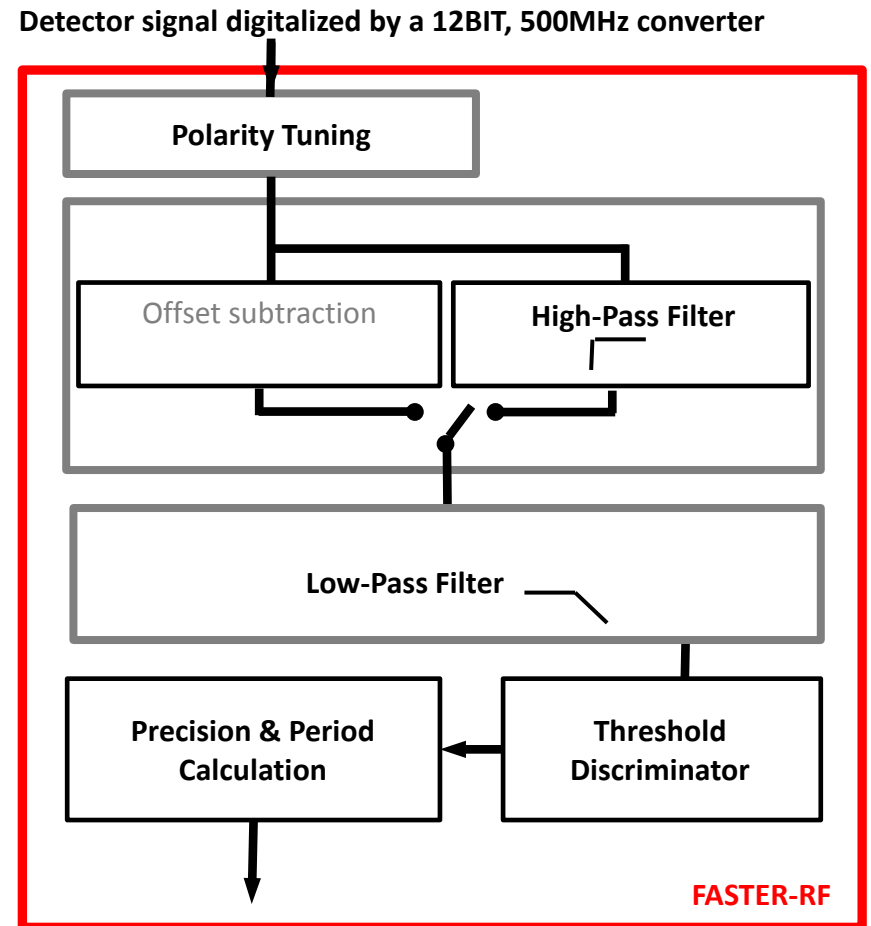 Detector signal digitalized by a 12BIT, 500MHz converter
Polarity Tuning
Offset subtraction
High-Pass Filter
Low-Pass Filter
Precision & Period
Calculation
Threshold
Discriminator
FASTER-RF